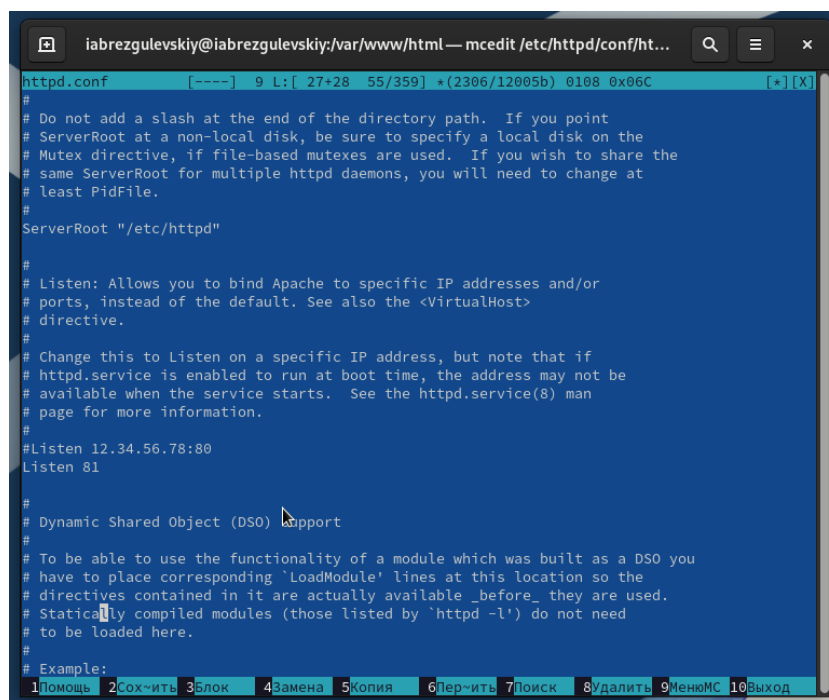 iabrezgulevskiy@iabrezgulevskiy:/var/www/html — mcedit /etc/httpd/conf/ht...
httpd.conf [----] 9 L:[ 27+28 55/359] *(2306/12005b) 0108 0x06C [*][X]
#
# Do not add a slash at the end of the directory path. If you point
# ServerRoot at a non-local disk, be sure to specify a local disk on the
# Mutex directive, if file-based mutexes are used. If you wish to share the
# same ServerRoot for multiple httpd daemons, you will need to change at
# least PidFile.
#
ServerRoot "/etc/httpd"
#
# Listen: Allows you to bind Apache to specific IP addresses and/or
# ports, instead of the default. See also the <VirtualHost>
# directive.
#
# Change this to Listen on a specific IP address, but note that if
# httpd.service is enabled to run at boot time, the address may not be
# available when the service starts. See the httpd.service(8) man
# page for more information.
#
#Listen 12.34.56.78:80
Listen 81
#
# Dynamic Shared Object (DSO) Support
#
# To be able to use the functionality of a module which was built as a DSO you
# have to place corresponding `LoadModule' lines at this location so the
# directives contained in it are actually available _before_ they are used.
# Statically compiled modules (those listed by `httpd -l') do not need
# to be loaded here.
#
# Example:
1Помощь 2Сох~ить 3Блок 4Замена 5Копия 6Пер~ить 7Поиск 8Удалить 9МенюМС 10Выход